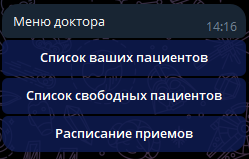 Меню доктора
14:16
Список ваших пациентов
Список свободных пациентов
Расписание приемов